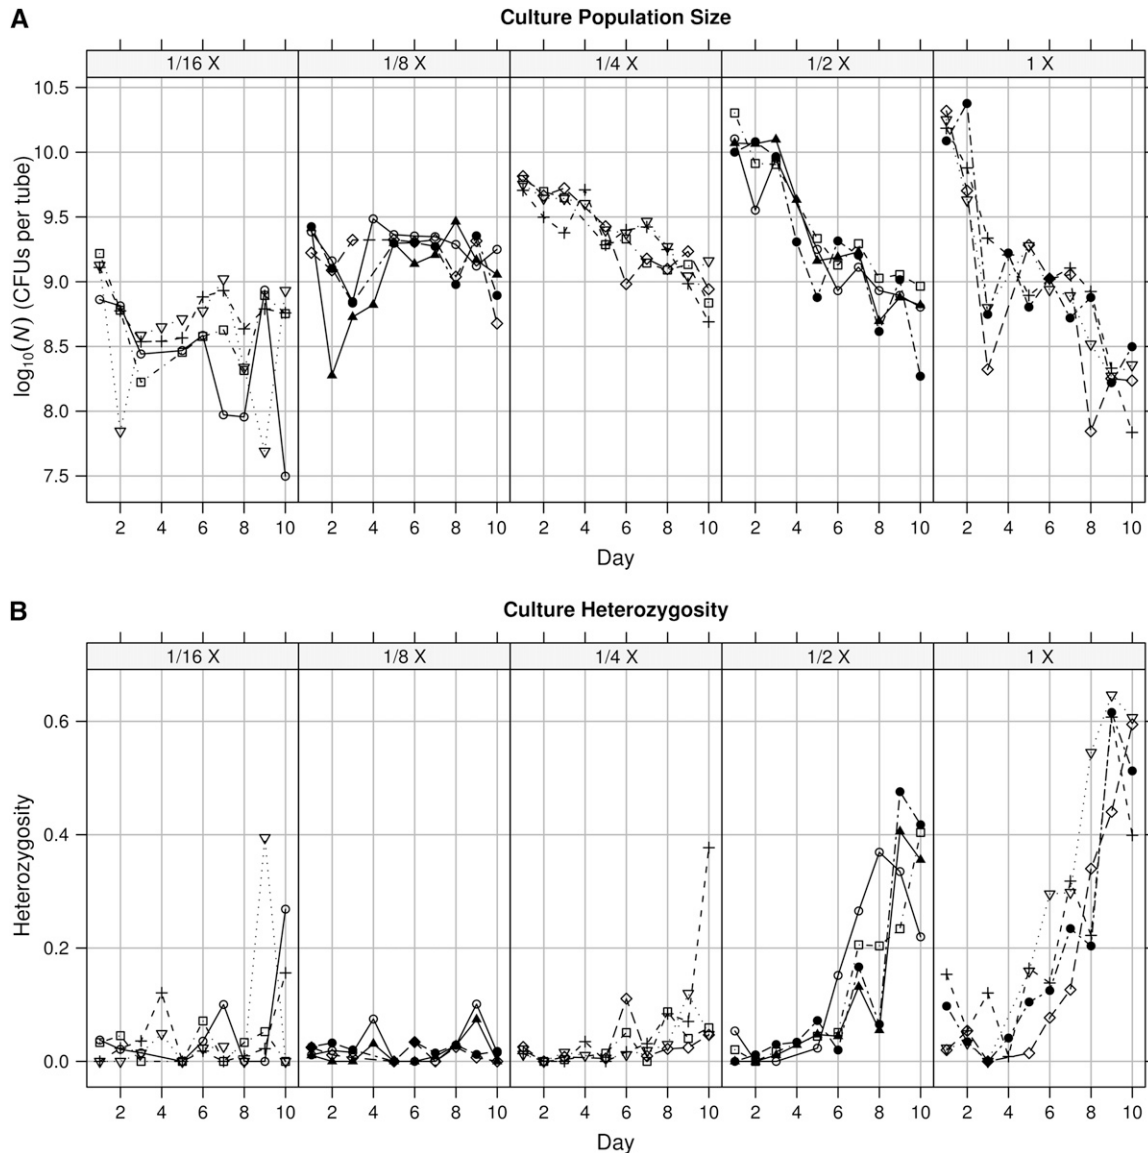 A
Culture Population Size
1/16 X 1/8 X 1/4 X 1/2 X 1 X
10.5
10.0
9.5
9.0
8.5
8.0
7.5
log10(N) (CFUs per tube)
2 4 6 8 10 2 4 6 8 10 2 4 6 8 10 2 4 6 8 10 2 4 6 8 10
Day
B
Culture Heterozygosity
1/16 X 1/8 X 1/4 X 1/2 X 1 X
0.6
0.4
0.2
0.0
Heterozygosity
2 4 6 8 10 2 4 6 8 10 2 4 6 8 10 2 4 6 8 10 2 4 6 8 10
Day